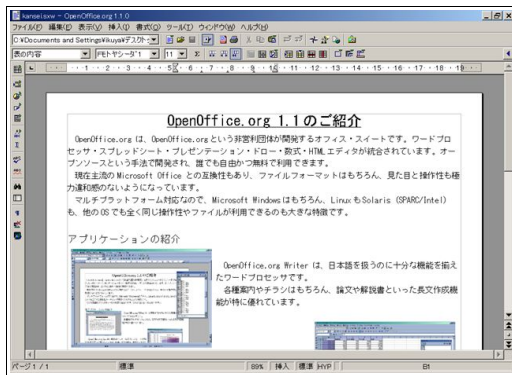 kansei.sxw - OpenOffice.org 1.1.0
ファイル(F) 編集(E) 表示(V) 挿入(I) 書式(O) ツール(T) ウィンドウ(W) ヘルプ(H)
C:¥Documents and Settings¥ikuya¥デスクト
表の内容 11
OpenOffice.org 1.1 のご紹介
OpenOffice.org は、OpenOffice.org という非営利団体が開発するオフィス・スイートです。ワードプロ
セッサ・スプレッドシート・プレゼンテーション・ドロー・数式・HTML エディタが統合されています。オー
プンソースという手法で開発され、誰でも自由かつ無料で利用できます。
現在主流の Microsoft Office との互換性もあり、ファイルフォーマットはもちろん、見た目と操作性も極
力違和感のないようになっています。
マルチプラットフォーム対応なので、Microsoft Windows はもちろん、Linux も Solaris (SPARC/Intel)
も、他の OS でも全く同じ操作性やファイルが利用できるのも大きな特徴です。
アプリケーションの紹介
OpenOffice.org Writer は、日本語を扱うのに十分な機能を揃え
たワードプロセッサです。
各種案内やチラシはもちろん、論文や解説書といった長文作成機
能が特に優れています。
ページ 1 / 1 標準 89% 挿入 標準 HYP B1